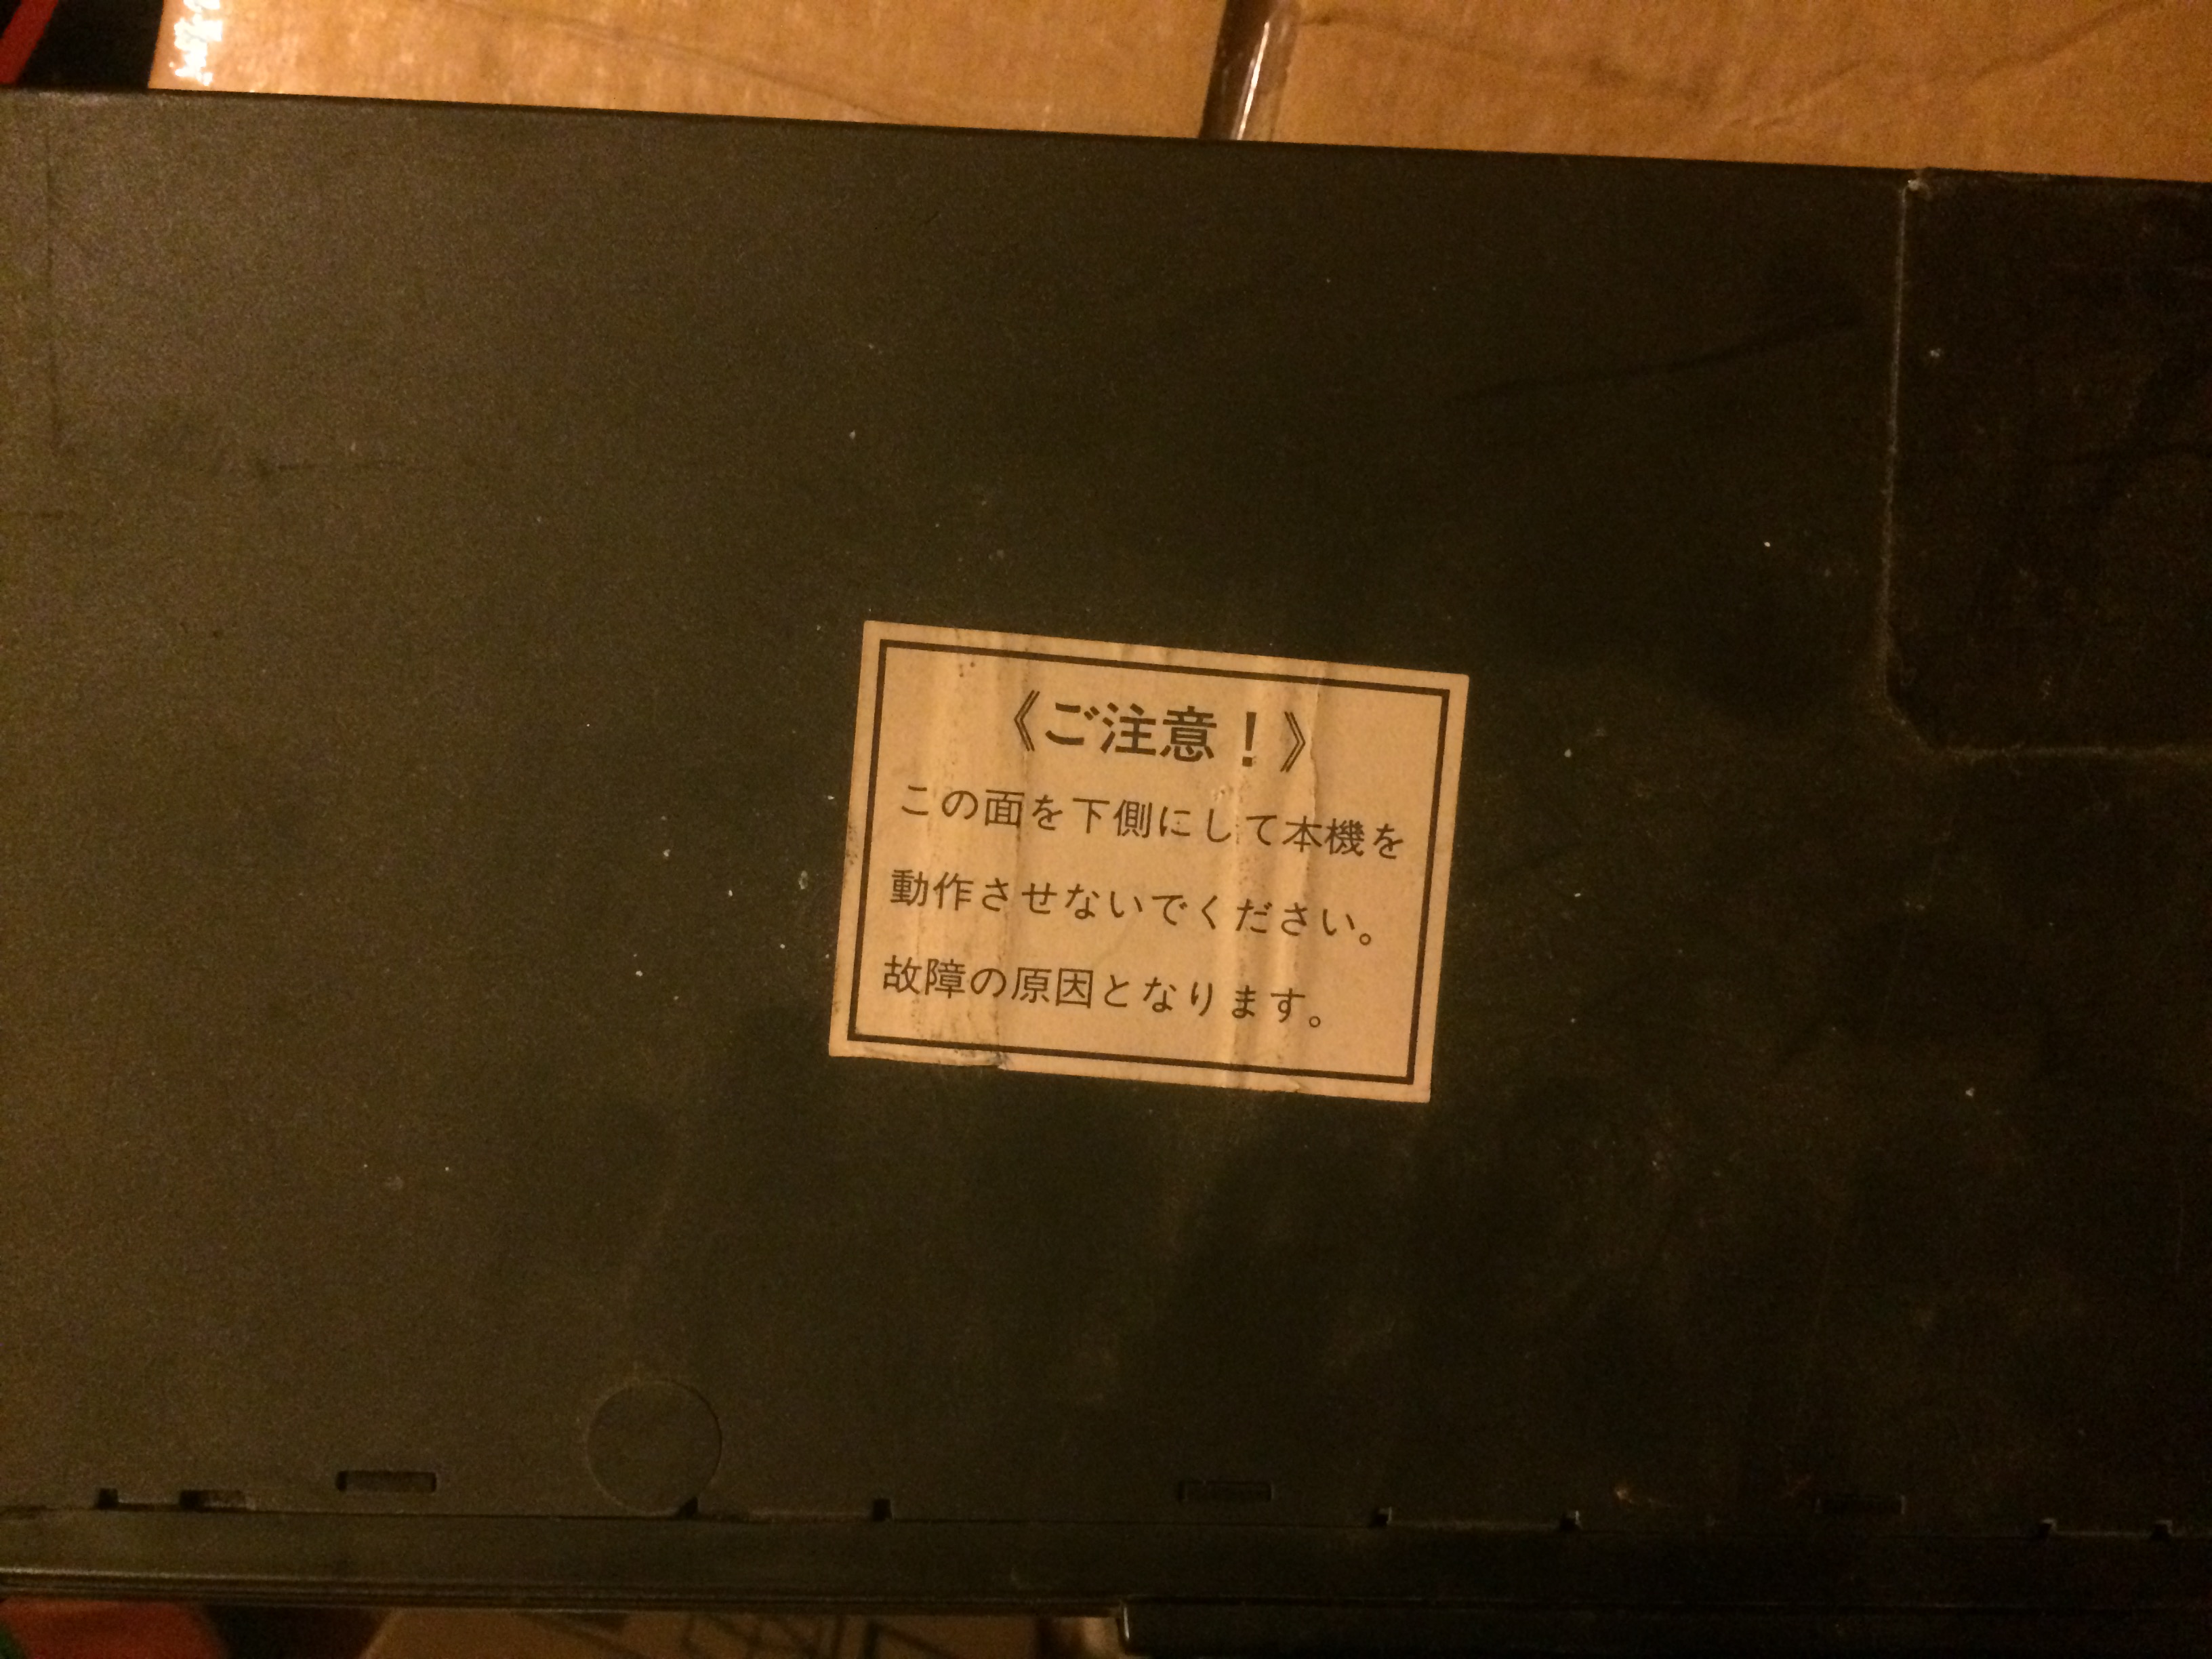 《ご注意！》
この面を下側にして本機を
動作させないでください。
故障の原因となります。